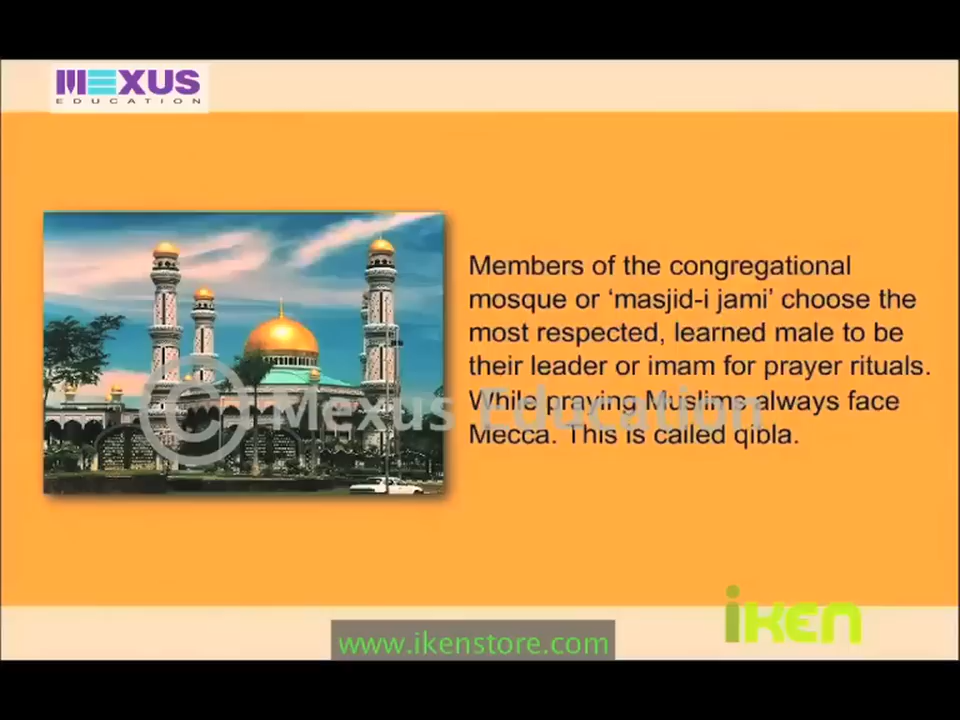 MEXUS
EDUCATION
Members of the congregational
mosque or ‘masjid-i jami’ choose the
most respected, learned male to be
their leader or imam for prayer rituals.
While praying Muslims always face
Mecca. This is called qibla.
© Mexus Education
iKEN
www.ikenstore.com